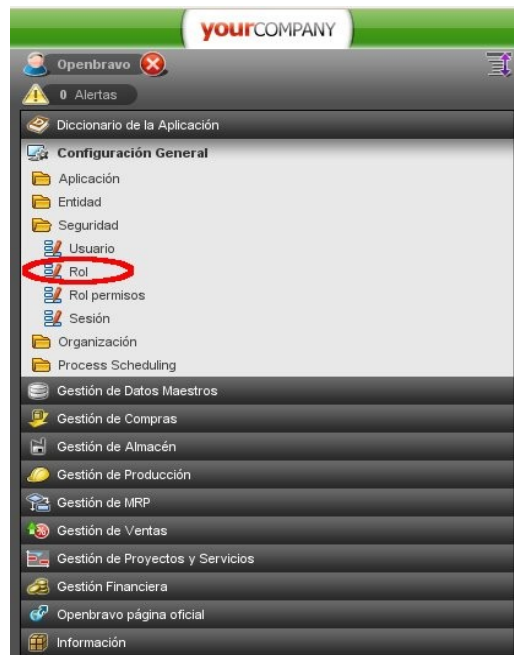 yourCOMPANY
Openbravo
0 Alertas
Diccionario de la Aplicación
Configuración General
Aplicación
Entidad
Seguridad
Usuario
Rol
Rol permisos
Sesión
Organización
Process Scheduling
Gestión de Datos Maestros
Gestión de Compras
Gestión de Almacén
Gestión de Producción
Gestión de MRP
Gestión de Ventas
Gestión de Proyectos y Servicios
Gestión Financiera
Openbravo página oficial
Información